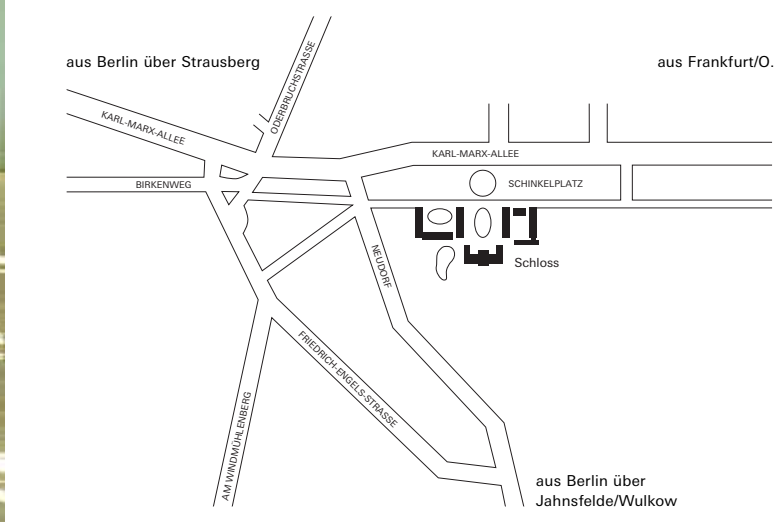 aus Berlin über Strausberg
aus Frankfurt/O.
ODERBRUCHSTRASSE
KARL-MARX-ALLEE
KARL-MARX-ALLEE
BIRKENWEG
SCHINKELPLATZ
NEUDORF
Schloss
FRIEDRICH-ENGELS-STRASSE
AM WINDMÜHLENBERG
aus Berlin über
Jahnsfelde/Wulkow